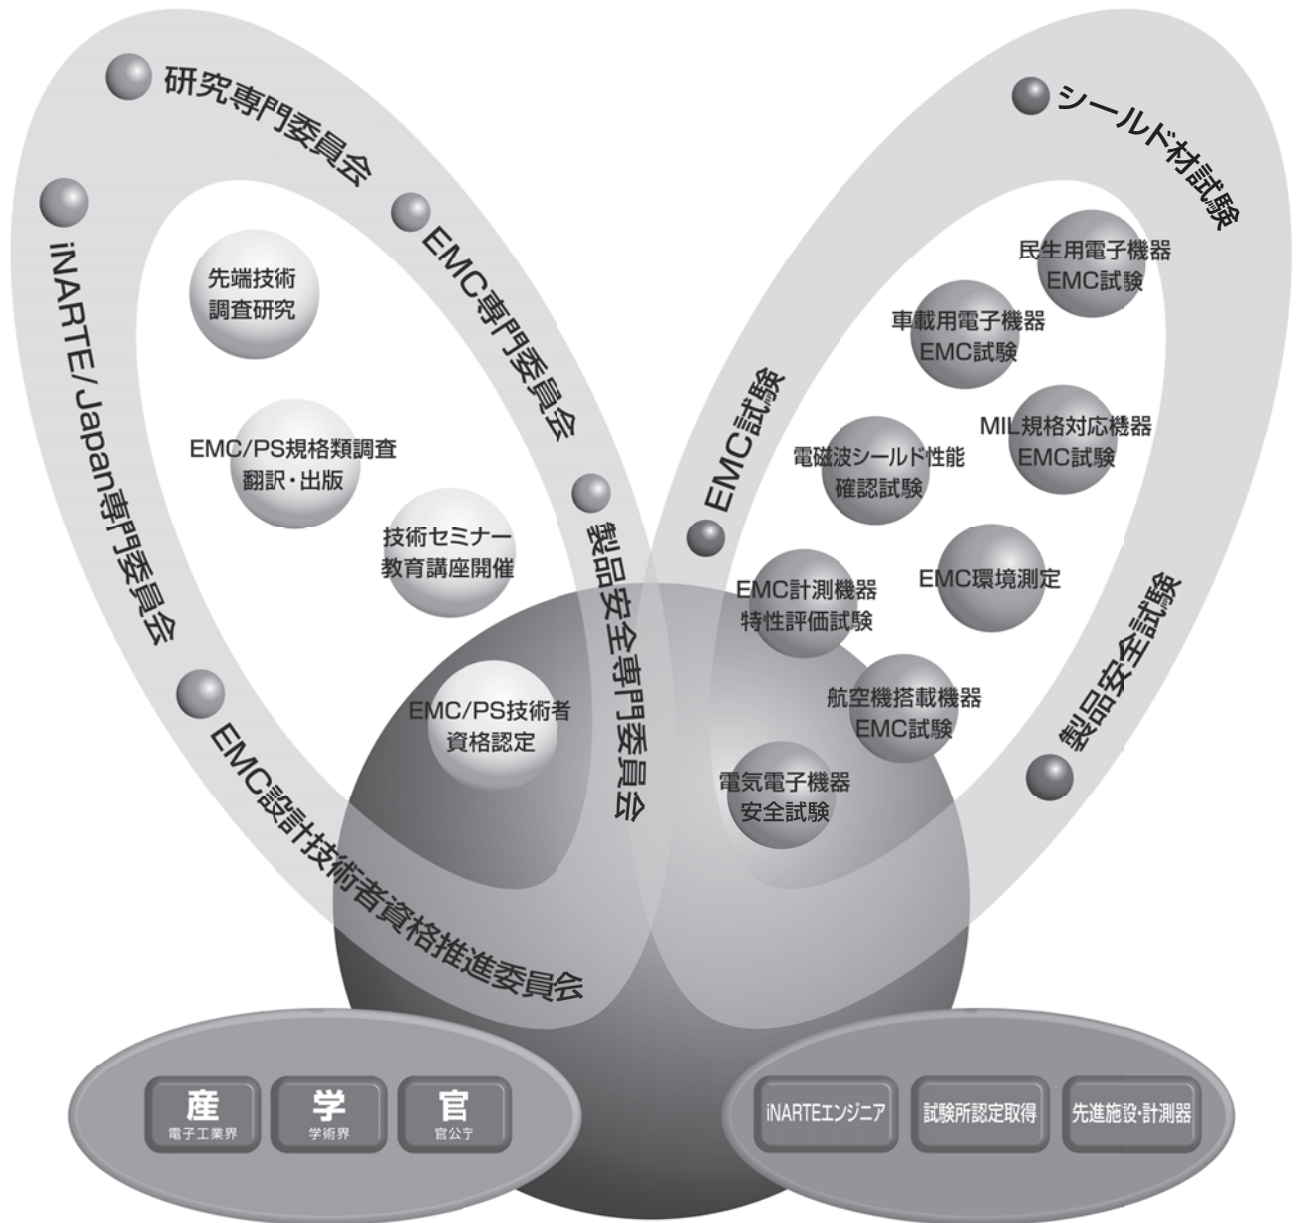 研究専門委員会
iNARTE/Japan専門委員会
EMC専門委員会
製品安全専門委員会
EMC設計技術者資格推進委員会
先端技術
調査研究
EMC/PS規格類調査
翻訳・出版
技術セミナー
教育講座開催
EMC/PS技術者
資格認定
シールド材試験
EMC試験
製品安全試験
民生用電子機器
EMC試験
車載用電子機器
EMC試験
MIL規格対応機器
EMC試験
電磁波シールド性能
確認試験
EMC環境測定
EMC計測機器
特性評価試験
航空機搭載機器
EMC試験
電気電子機器
安全試験
産
電子工業界
学
学術界
官
官公庁
iNARTEエンジニア
試験所認定取得
先進施設・計測器